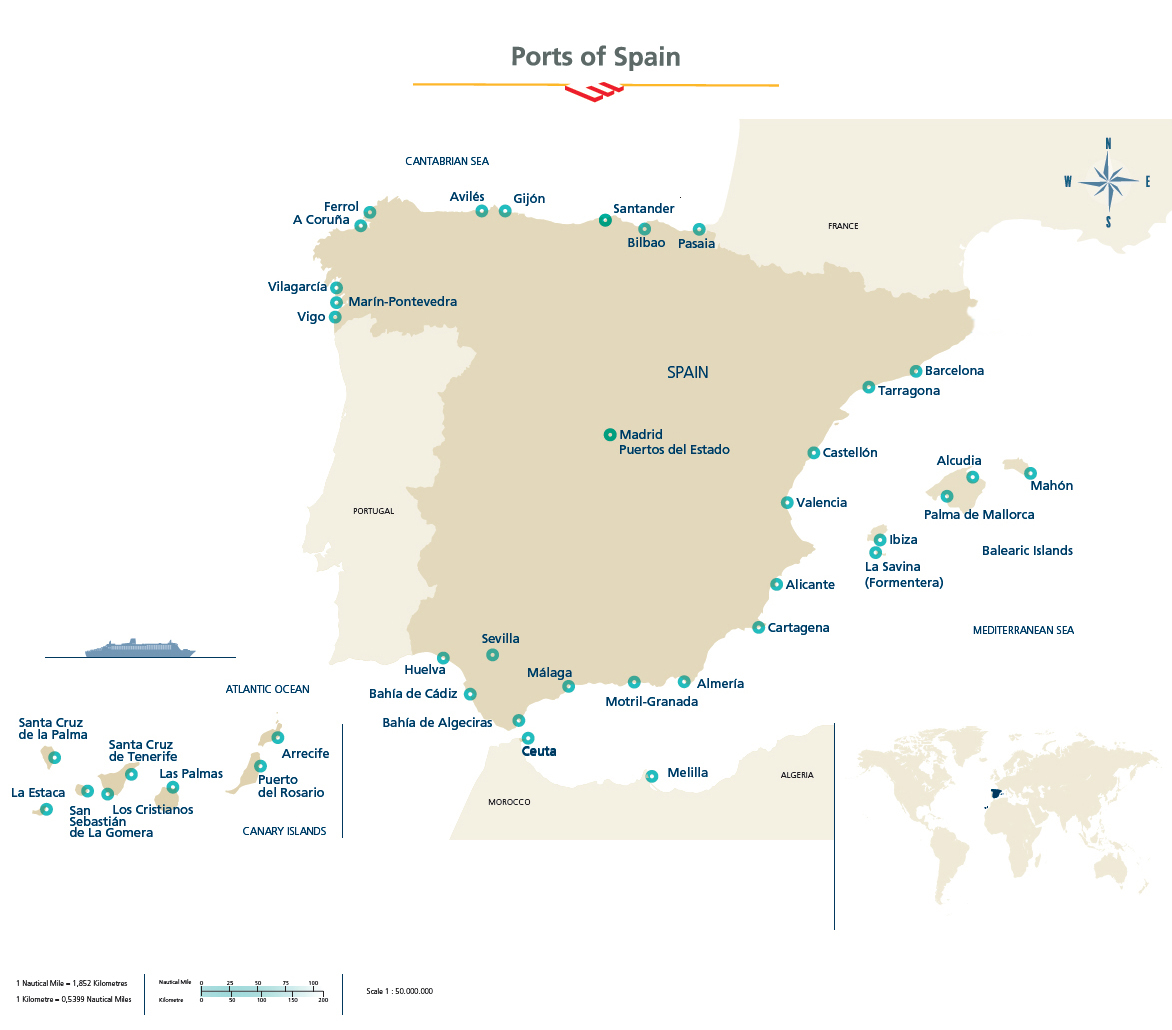 Ports of Spain
CANTABRIAN SEA
N
W
E
S
Avilés
Gijón
Ferrol
A Coruña
Santander
Bilbao
Pasaia
FRANCE
Vilagarcía
Marín-Pontevedra
Vigo
SPAIN
Barcelona
Tarragona
Madrid
Puertos del Estado
Castellón
Alcudia
Mahón
Valencia
Palma de Mallorca
PORTUGAL
Ibiza
Balearic Islands
La Savina
(Formentera)
Alicante
Cartagena
MEDITERRANEAN SEA
Sevilla
Huelva
Málaga
Almería
Bahía de Cádiz
Motril-Granada
ATLANTIC OCEAN
Bahía de Algeciras
Ceuta
Melilla
ALGERIA
MOROCCO
Santa Cruz
de la Palma
Santa Cruz
de Tenerife
Arrecife
Las Palmas
Puerto
del Rosario
La Estaca
San
Sebastián
de La Gomera
Los Cristianos
CANARY ISLANDS
1 Nautical Mile = 1,852 Kilometres
1 Kilometre = 0,5399 Nautical Miles
Nautical Mile 0 25 50 75 100
Kilometre 0 50 100 150 200
Scale 1 : 50.000.000